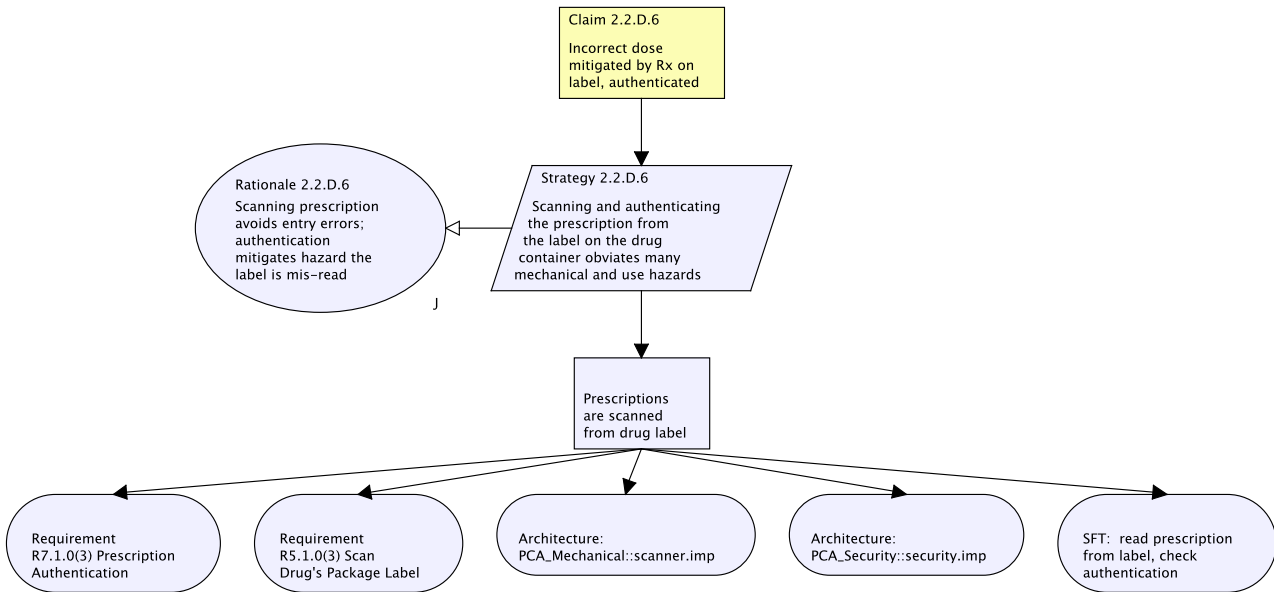 Claim 2.2.D.6
Incorrect dose
mitigated by Rx on
label, authenticated
Rationale 2.2.D.6
Scanning prescription
avoids entry errors;
authentication
mitigates hazard the
label is mis-read
J
Strategy 2.2.D.6
Scanning and authenticating
the prescription from
the label on the drug
container obviates many
mechanical and use hazards
Prescriptions
are scanned
from drug label
Requirement
R7.1.0(3) Prescription
Authentication
Requirement
R5.1.0(3) Scan
Drug's Package Label
Architecture:
PCA_Mechanical::scanner.imp
Architecture:
PCA_Security::security.imp
SFT:  read prescription
from label, check
authentication